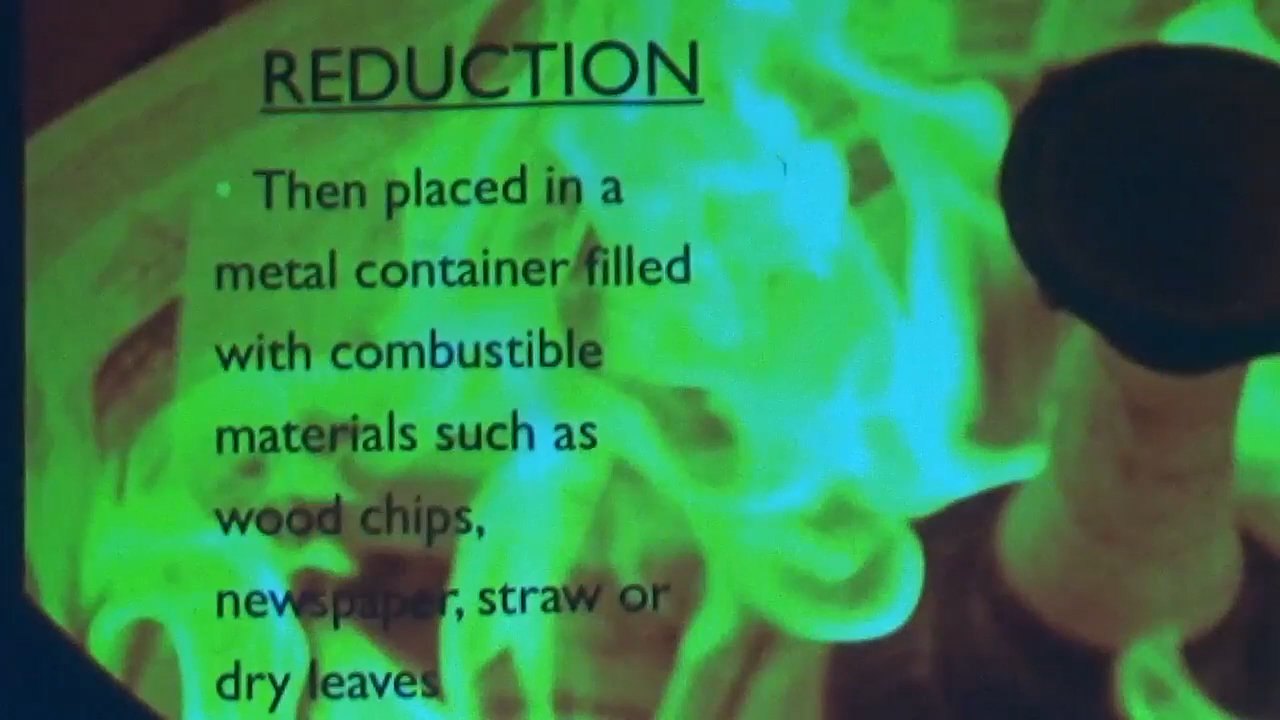 REDUCTION
• Then placed in a
metal container filled
with combustible
materials such as
wood chips,
newspaper, straw or
dry leaves